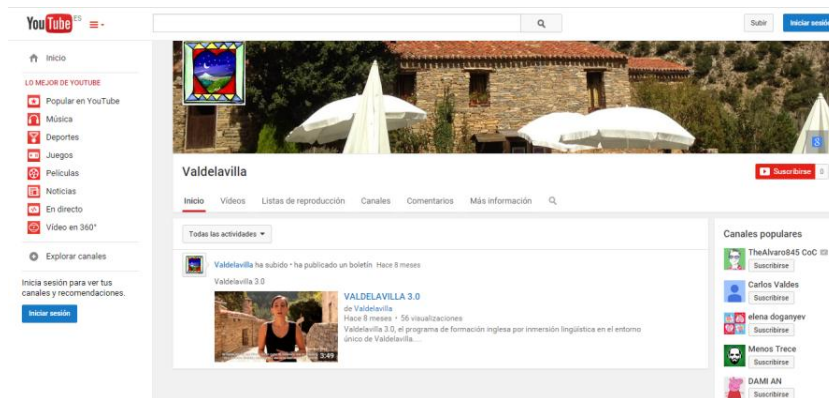 YouTube ES
Subir
Iniciar sesión
Inicio
LO MEJOR DE YOUTUBE
Popular en YouTube
Música
Deportes
Juegos
Películas
Noticias
En directo
Vídeo en 360°
Explorar canales
Inicia sesión para ver tus
canales y recomendaciones.
Iniciar sesión
Valdelavilla
Suscribirse 0
Inicio Vídeos Listas de reproducción Canales Comentarios Más información
Todas las actividades
Valdelavilla ha subido • ha publicado un boletín Hace 8 meses
Valdelavilla 3.0
VALDELAVILLA 3.0
de Valdelavilla
Hace 8 meses • 56 visualizaciones
Valdelavilla 3.0, el programa de formación inglesa por inmersión lingüística en el entorno
único de Valdelavilla....
3:49
Canales populares
TheAlvaro845 CoC
Suscribirse
Carlos Valdes
Suscribirse
elena doganyev
Suscribirse
Menos Trece
Suscribirse
DAMI AN
Suscribirse